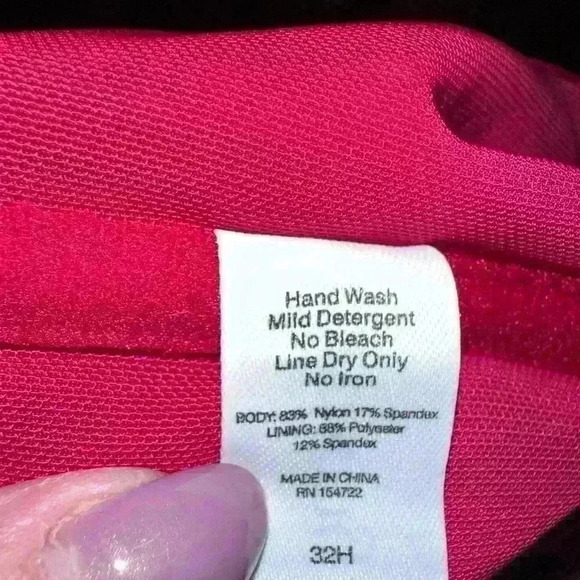 Hand Wash
Mild Detergent
No Bleach
Line Dry Only
No Iron
BODY: 83% Nylon 17% Spandex
LINING: 88% Polyester
12% Spandex
MADE IN CHINA
RN 154722
32H